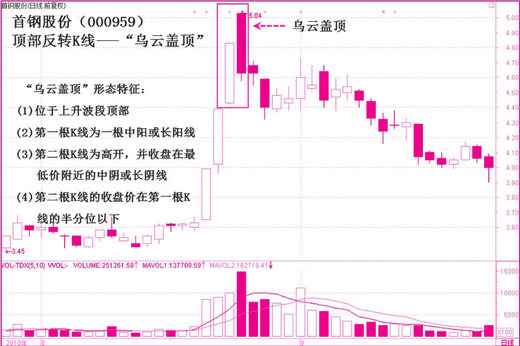 首钢股份(日线 前复权)
首钢股份（000959）
顶部反转K线——“乌云盖顶”
5.04
乌云盖顶
“乌云盖顶”形态特征：
(1)位于上升波段顶部
(2)第一根K线为一根中阳或长阳线
(3)第二根K线为高开，并收盘在最
低价附近的中阴或长阴线
(4)第二根K线的收盘价在第一根K
线的半分位以下
←3.45
5.00
4.80
4.60
4.40
4.20
4.00
3.80
3.60
VOL-TDX(5,10) VVOL:- VOLUME:251261.59↑ MAVOL1:137709.59↑ MAVOL2:102718.41↓
15000
10000
5000
X100
2010年
8
9
日线